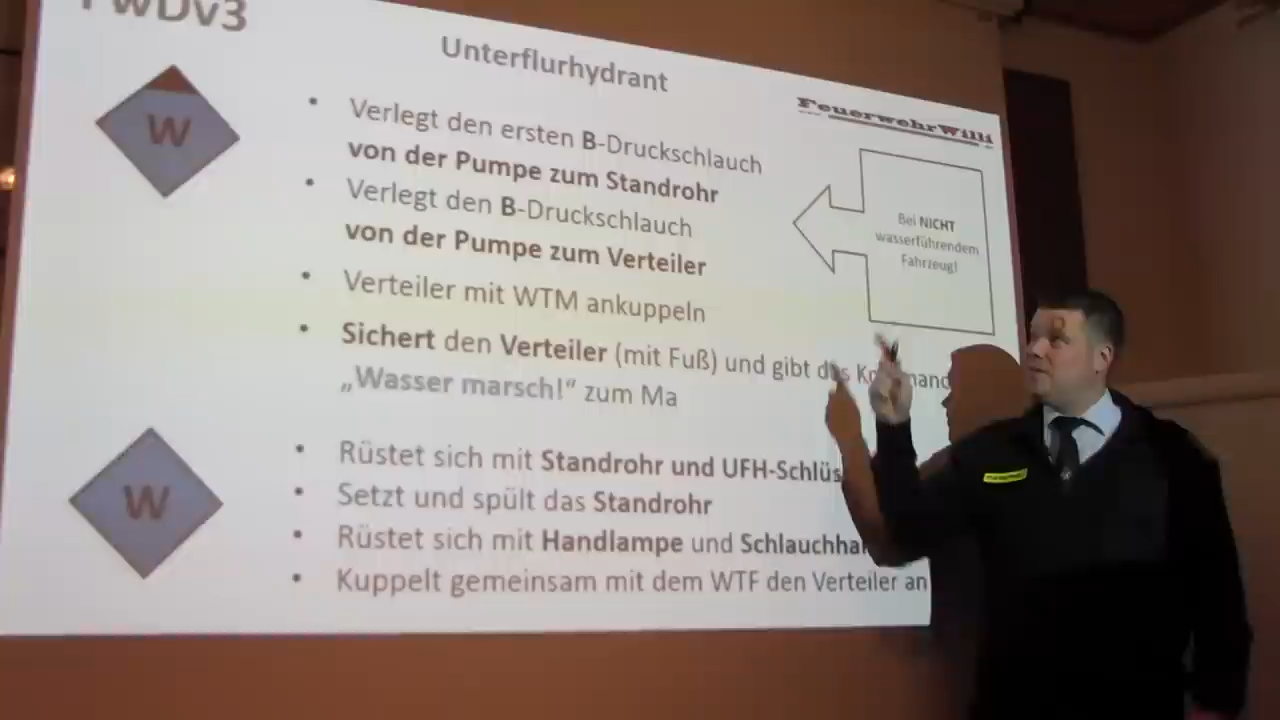 FwDv3
Unterflurhydrant
FeuerwehrWilli
W
Verlegt den ersten B-Druckschlauch
von der Pumpe zum Standrohr
Verlegt den B-Druckschlauch
von der Pumpe zum Verteiler
Verteiler mit WTM ankuppeln
Sichert den Verteiler (mit Fuß) und gibt das
„Wasser marsch!“ zum Ma
Bei NICHT
wasserführendem
Fahrzeug!
W
Rüstet sich mit Standrohr und UFH-Schlüs
Setzt und spült das Standrohr
Rüstet sich mit Handlampe und Schlauchhal
Kuppelt gemeinsam mit dem WTF den Verteiler an